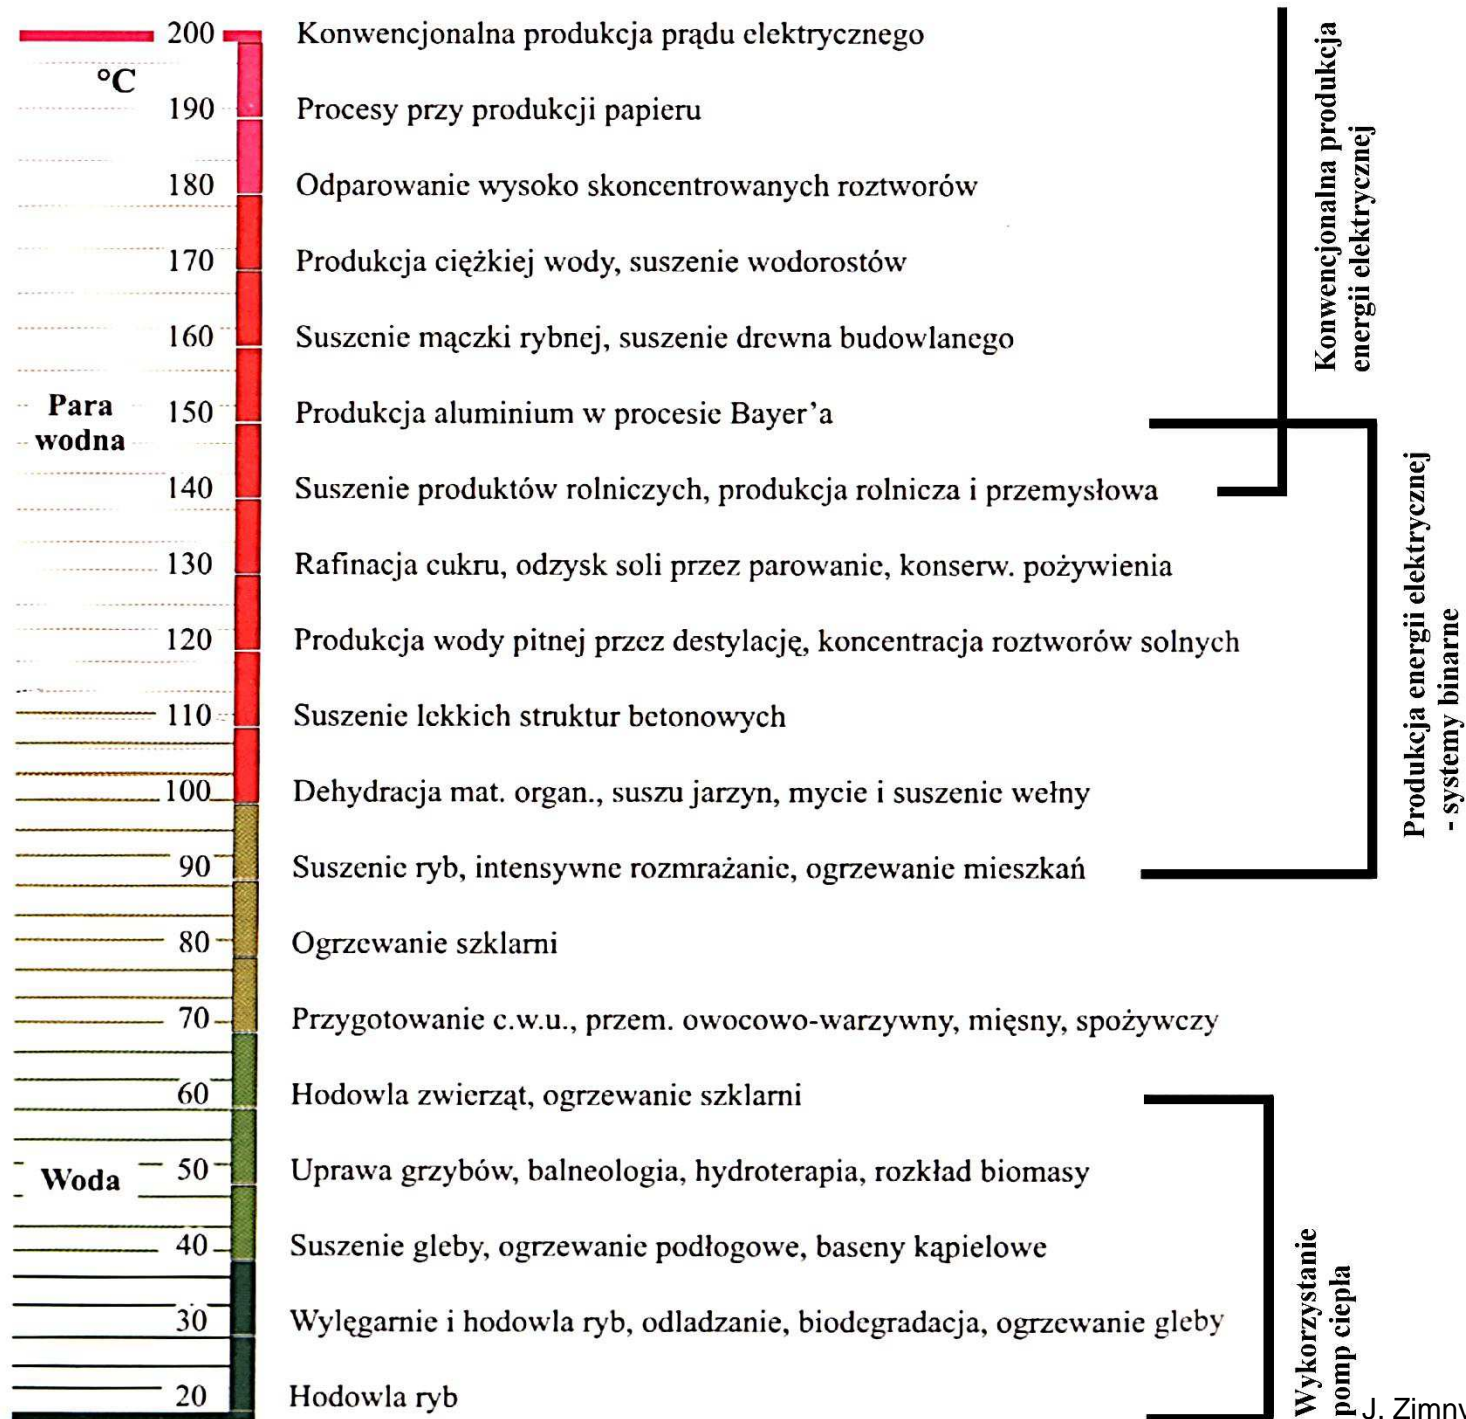 200 Konwencjonalna produkcja prądu elektrycznego
°C
190 Procesy przy produkcji papieru
180 Odparowanie wysoko skoncentrowanych roztworów
170 Produkcja ciężkiej wody, suszenie wodorostów
160 Suszenie mączki rybnej, suszenie drewna budowlanego
Para
wodna
150 Produkcja aluminium w procesie Bayer’a
140 Suszenie produktów rolniczych, produkcja rolnicza i przemysłowa
130 Rafinacja cukru, odzysk soli przez parowanie, konserw. pożywienia
120 Produkcja wody pitnej przez destylację, koncentracja roztworów solnych
110 Suszenie lekkich struktur betonowych
100 Dehydracja mat. organ., suszu jarzyn, mycie i suszenie wełny
90 Suszenie ryb, intensywne rozmrażanie, ogrzewanie mieszkań
80 Ogrzewanie szklarni
70 Przygotowanie c.w.u., przem. owocowo-warzywny, mięsny, spożywczy
60 Hodowla zwierząt, ogrzewanie szklarni
Woda
50 Uprawa grzybów, balneologia, hydroterapia, rozkład biomasy
40 Suszenie gleby, ogrzewanie podłogowe, baseny kąpielowe
30 Wylęgarnie i hodowla ryb, odladzanie, biodegradacja, ogrzewanie gleby
20 Hodowla ryb
Konwencjonalna produkcja
energii elektrycznej
Produkcja energii elektrycznej
- systemy binarne
Wykorzystanie
pomp ciepła
J. Zimny